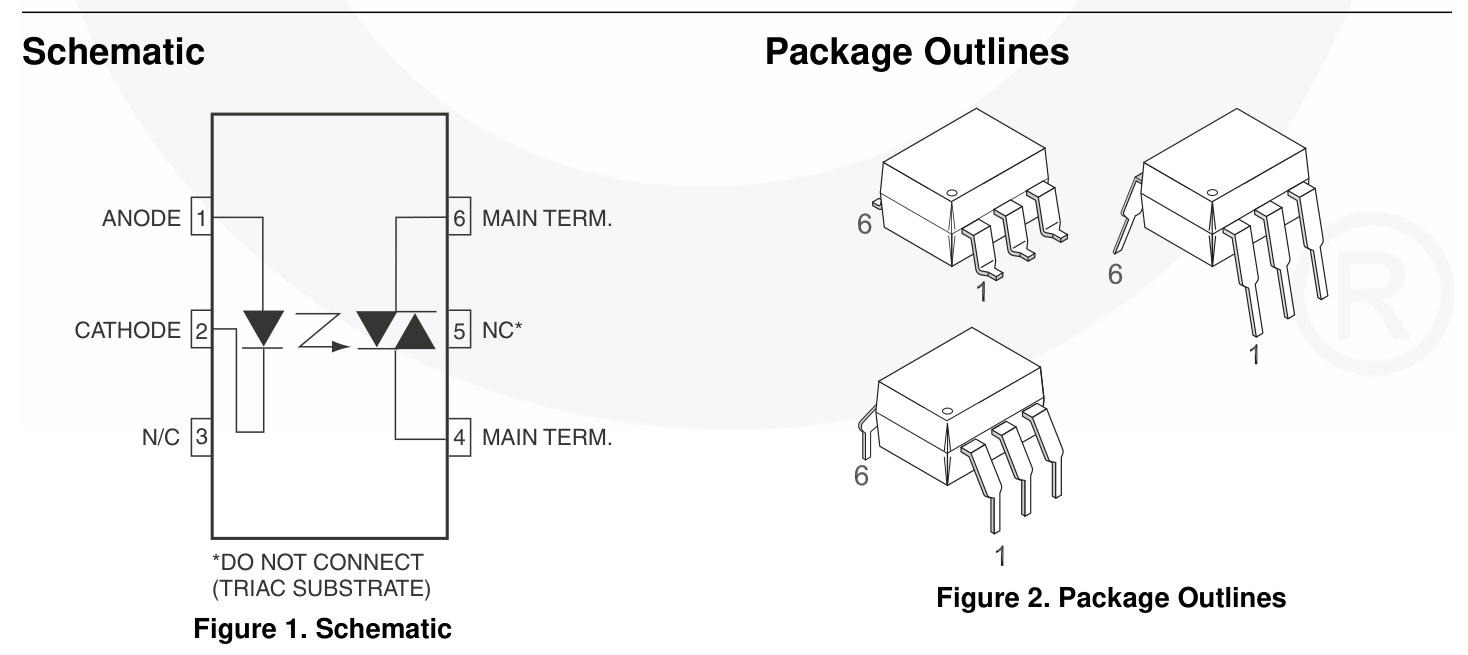 Schematic
Package Outlines
ANODE 1
6 MAIN TERM.
CATHODE 2
5 NC*
N/C 3
4 MAIN TERM.
*DO NOT CONNECT
(TRIAC SUBSTRATE)
Figure 1. Schematic
6
1
6
1
6
1
Figure 2. Package Outlines
®